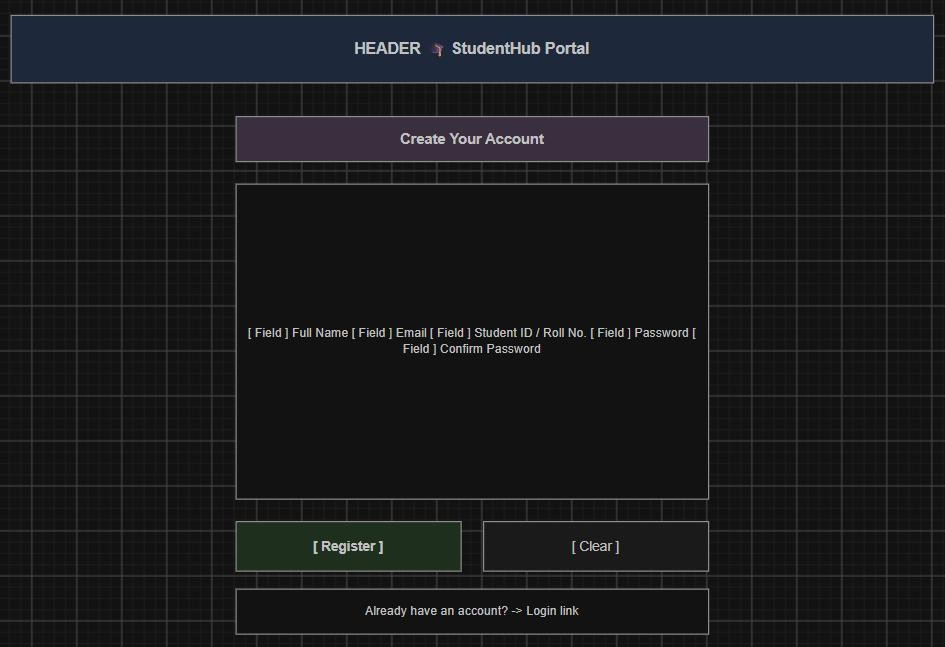 HEADER 🎓 StudentHub Portal
Create Your Account
[ Field ] Full Name [ Field ] Email [ Field ] Student ID / Roll No. [ Field ] Password [
Field ] Confirm Password
[ Register ]
[ Clear ]
Already have an account? -> Login link